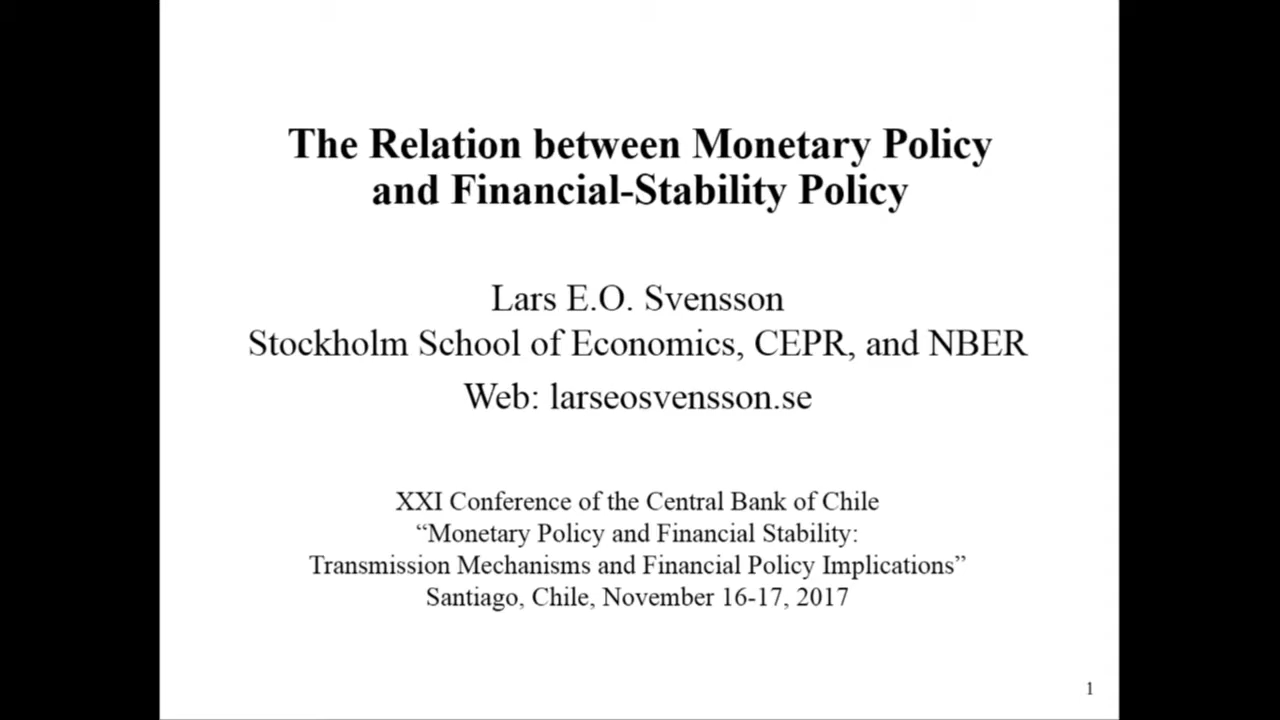 The Relation between Monetary Policy
and Financial-Stability Policy
Lars E.O. Svensson
Stockholm School of Economics, CEPR, and NBER
Web: larseosvensson.se
XXI Conference of the Central Bank of Chile
“Monetary Policy and Financial Stability:
Transmission Mechanisms and Financial Policy Implications”
Santiago, Chile, November 16-17, 2017
1